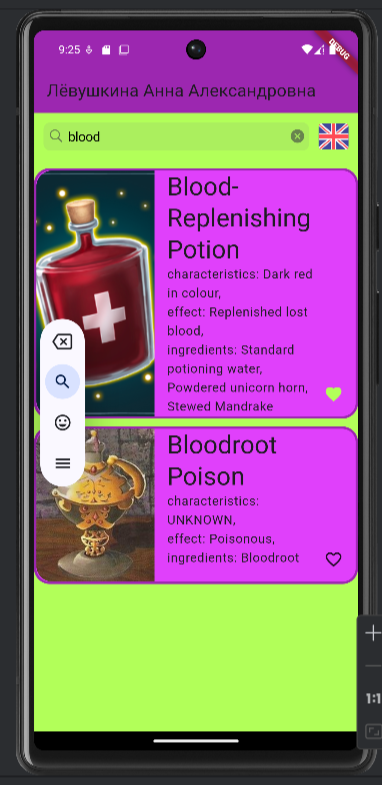 9:25
DEBUG
Лёвушкина Анна Александровна
blood
Blood-
Replenishing
Potion
characteristics: Dark red
in colour,
effect: Replenished lost
blood,
ingredients: Standard
potioning water,
Powdered unicorn horn,
Stewed Mandrake
Bloodroot
Poison
characteristics:
UNKNOWN,
effect: Poisonous,
ingredients: Bloodroot
1:1